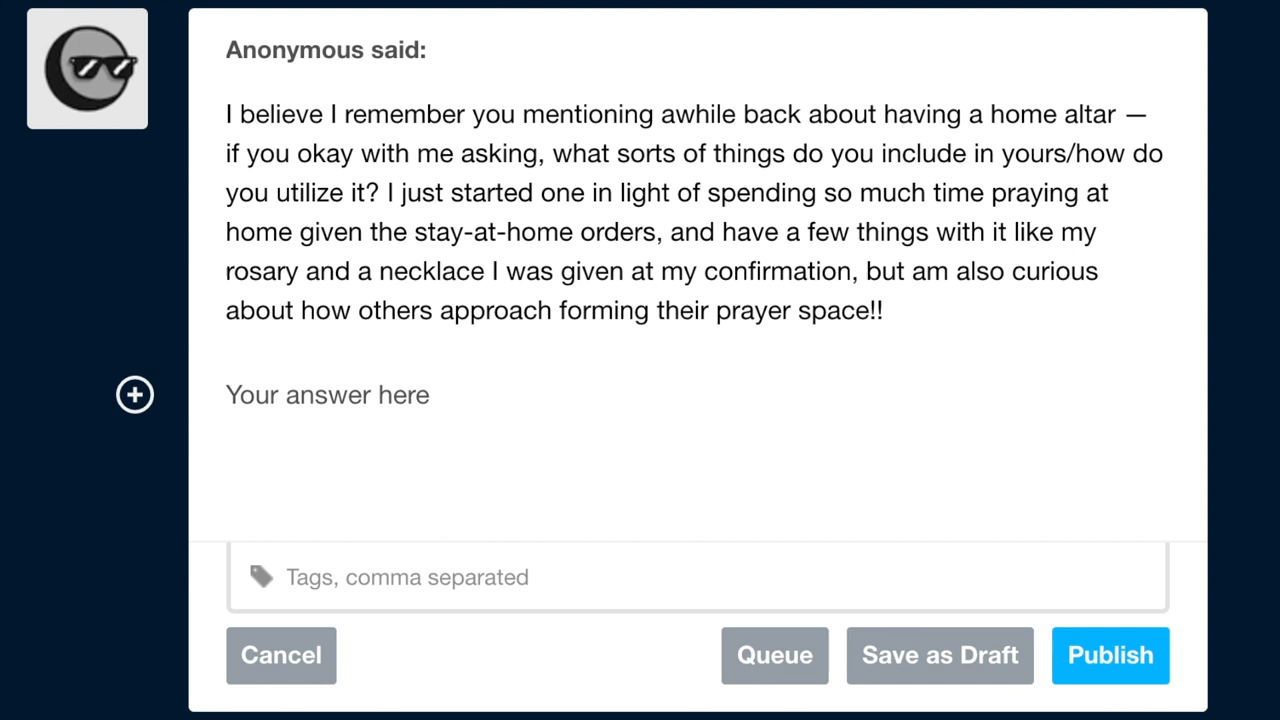 Anonymous said:
I believe I remember you mentioning awhile back about having a home altar —
if you okay with me asking, what sorts of things do you include in yours/how do
you utilize it? I just started one in light of spending so much time praying at
home given the stay-at-home orders, and have a few things with it like my
rosary and a necklace I was given at my confirmation, but am also curious
about how others approach forming their prayer space!!
Your answer here
Tags, comma separated
Cancel
Queue
Save as Draft
Publish